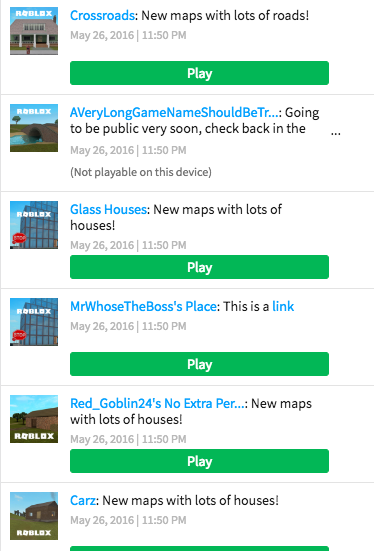 ROBLOX
Crossroads: New maps with lots of roads!
May 26, 2016 | 11:50 PM
Play
ROBLOX
AVeryLongGameNameShouldBeTr...: Going
to be public very soon, check back in the ...
May 26, 2016 | 11:50 PM
(Not playable on this device)
ROBLOX
Glass Houses: New maps with lots of
houses!
STOP
May 26, 2016 | 11:50 PM
Play
ROBLOX
MrWhoseTheBoss's Place: This is a link
May 26, 2016 | 11:50 PM
STOP
Play
Red_Goblin24's No Extra Per...: New maps
with lots of houses!
ROBLOX
May 26, 2016 | 11:50 PM
Play
Carz: New maps with lots of houses!
May 26, 2016 | 11:50 PM
ROBLOX